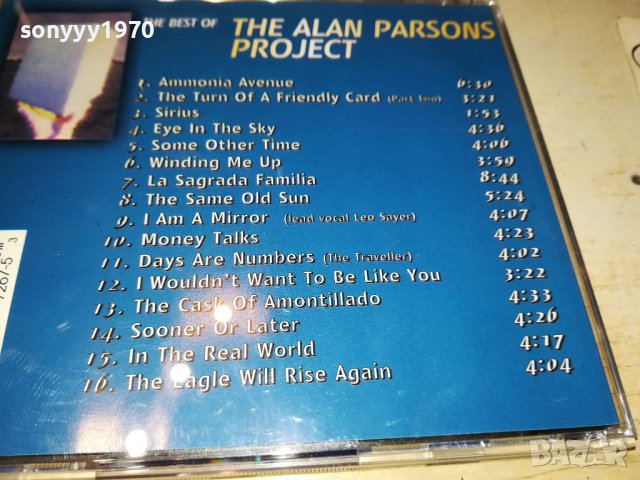 sonyyy1970
THE BEST OF THE ALAN PARSONS
PROJECT
1. Ammonia Avenue 6:30
2. The Turn Of A Friendly Card (Part Two) 3:21
3. Sirius 1:53
4. Eye In The Sky 4:36
5. Some Other Time 4:06
6. Winding Me Up 3:59
7. La Sagrada Familia 8:44
8. The Same Old Sun 5:24
9. I Am A Mirror (lead vocal Leo Sayer) 4:07
10. Money Talks 4:23
11. Days Are Numbers (The Traveller) 4:02
12. I Wouldn't Want To Be Like You 3:22
13. The Cask Of Amontillado 4:33
14. Sooner Or Later 4:26
15. In The Real World 4:17
16. The Eagle Will Rise Again 4:04
7267-5 3
BAZAR